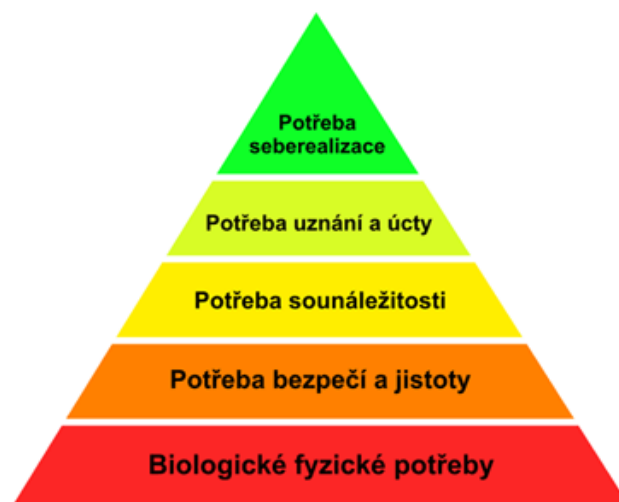 Potřeba
seberealizace
Potřeba uznání a úcty
Potřeba sounáležitosti
Potřeba bezpečí a jistoty
Biologické fyzické potřeby